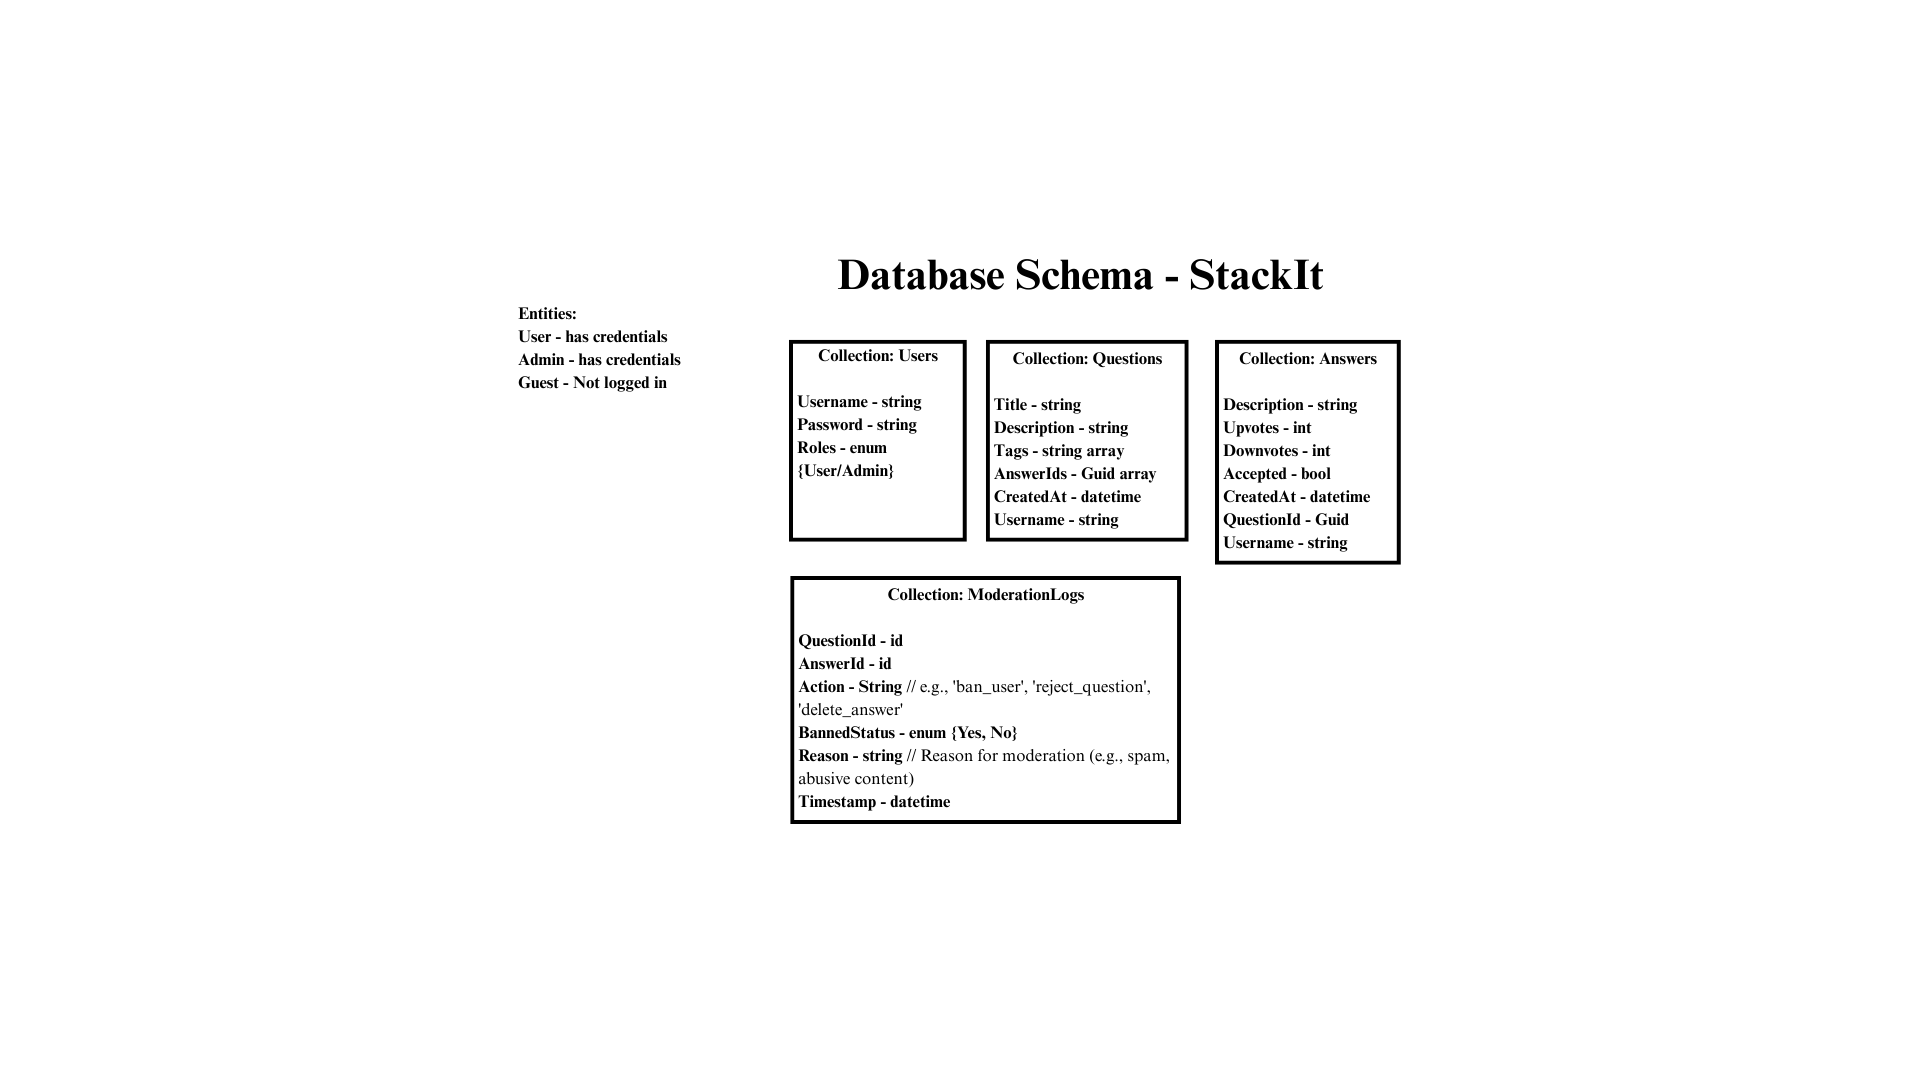 Database Schema - StackIt
Entities:
User - has credentials
Admin - has credentials
Guest - Not logged in
Collection: Users
Username - string
Password - string
Roles - enum
{User/Admin}
Collection: Questions
Title - string
Description - string
Tags - string array
AnswerIds - Guid array
CreatedAt - datetime
Username - string
Collection: Answers
Description - string
Upvotes - int
Downvotes - int
Accepted - bool
CreatedAt - datetime
QuestionId - Guid
Username - string
Collection: ModerationLogs
QuestionId - id
AnswerId - id
Action - String // e.g., 'ban_user', 'reject_question',
'delete_answer'
BannedStatus - enum {Yes, No}
Reason - string // Reason for moderation (e.g., spam,
abusive content)
Timestamp - datetime